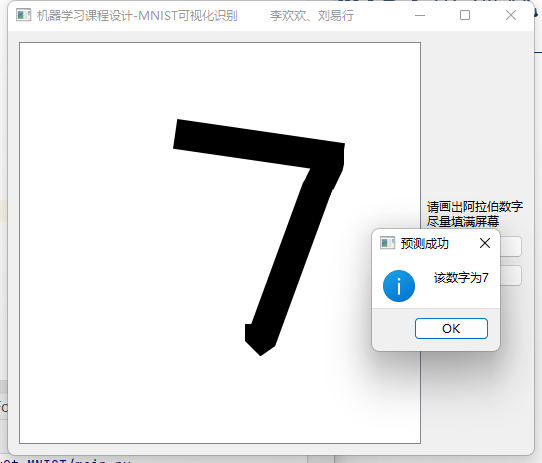 机器学习课程设计-MNIST可视化识别 李欢欢、刘易行
7
请画出阿拉伯数字
尽量填满屏幕
预测成功
该数字为7
OK